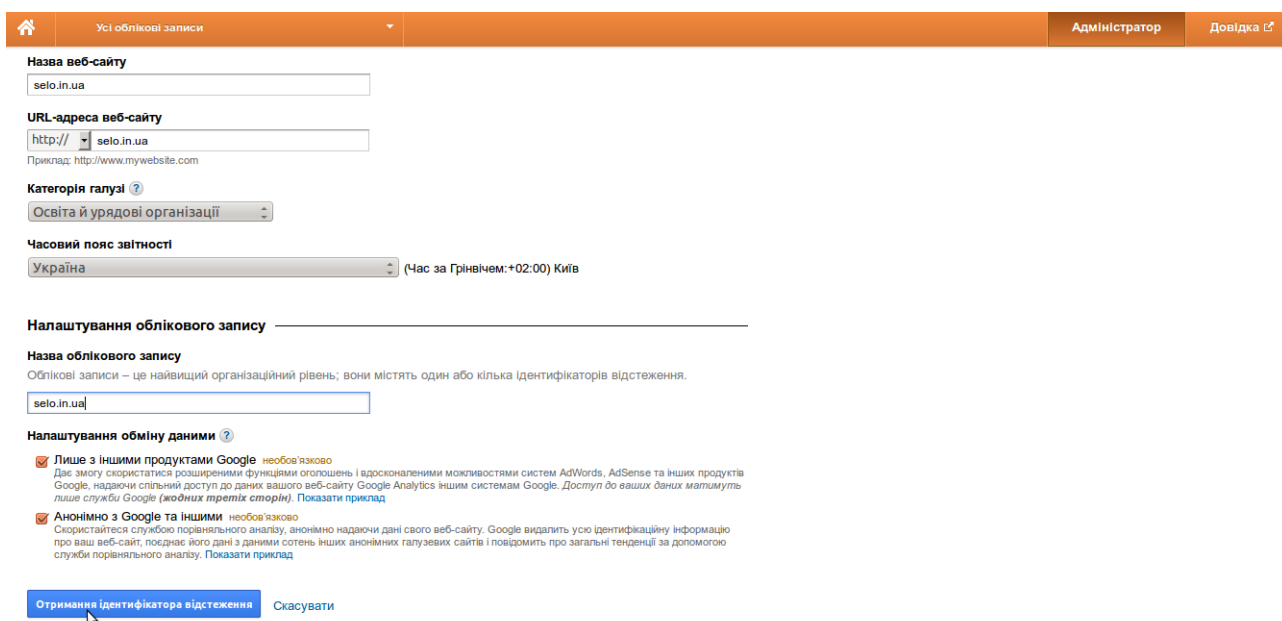 Усі облікові записи
Адміністратор
Довідка
Назва веб-сайту
selo.in.ua
URL-адреса веб-сайту
http:// selo.in.ua
Приклад: http://www.mywebsite.com
Категорія галузі ?
Освіта й урядові організації
Часовий пояс звітності
Україна (Час за Грінвічем:+02:00) Київ
Налаштування облікового запису
Назва облікового запису
Облікові записи – це найвищий організаційний рівень; вони містять один або кілька ідентифікаторів відстеження.
selo.in.ua
Налаштування обміну даними ?
Лише з іншими продуктами Google необов'язково
Дає змогу скористатися розширеними функціями оголошень і вдосконаленими можливостями систем AdWords, AdSense та інших продуктів
Google, надаючи спільний доступ до даних вашого веб-сайту Google Analytics іншим системам Google. Доступ до ваших даних матимуть
лише служби Google (жодних третіх сторін). Показати приклад
Анонімно з Google та іншими необов'язково
Скористайтеся службою порівняльного аналізу, анонімно надаючи дані свого веб-сайту. Google видалить усю ідентифікаційну інформацію
про ваш веб-сайт, поєднає його дані з даними сотень інших анонімних галузевих сайтів і повідомить про загальні тенденції за допомогою
служби порівняльного аналізу. Показати приклад
Отримання ідентифікатора відстеження Скасувати